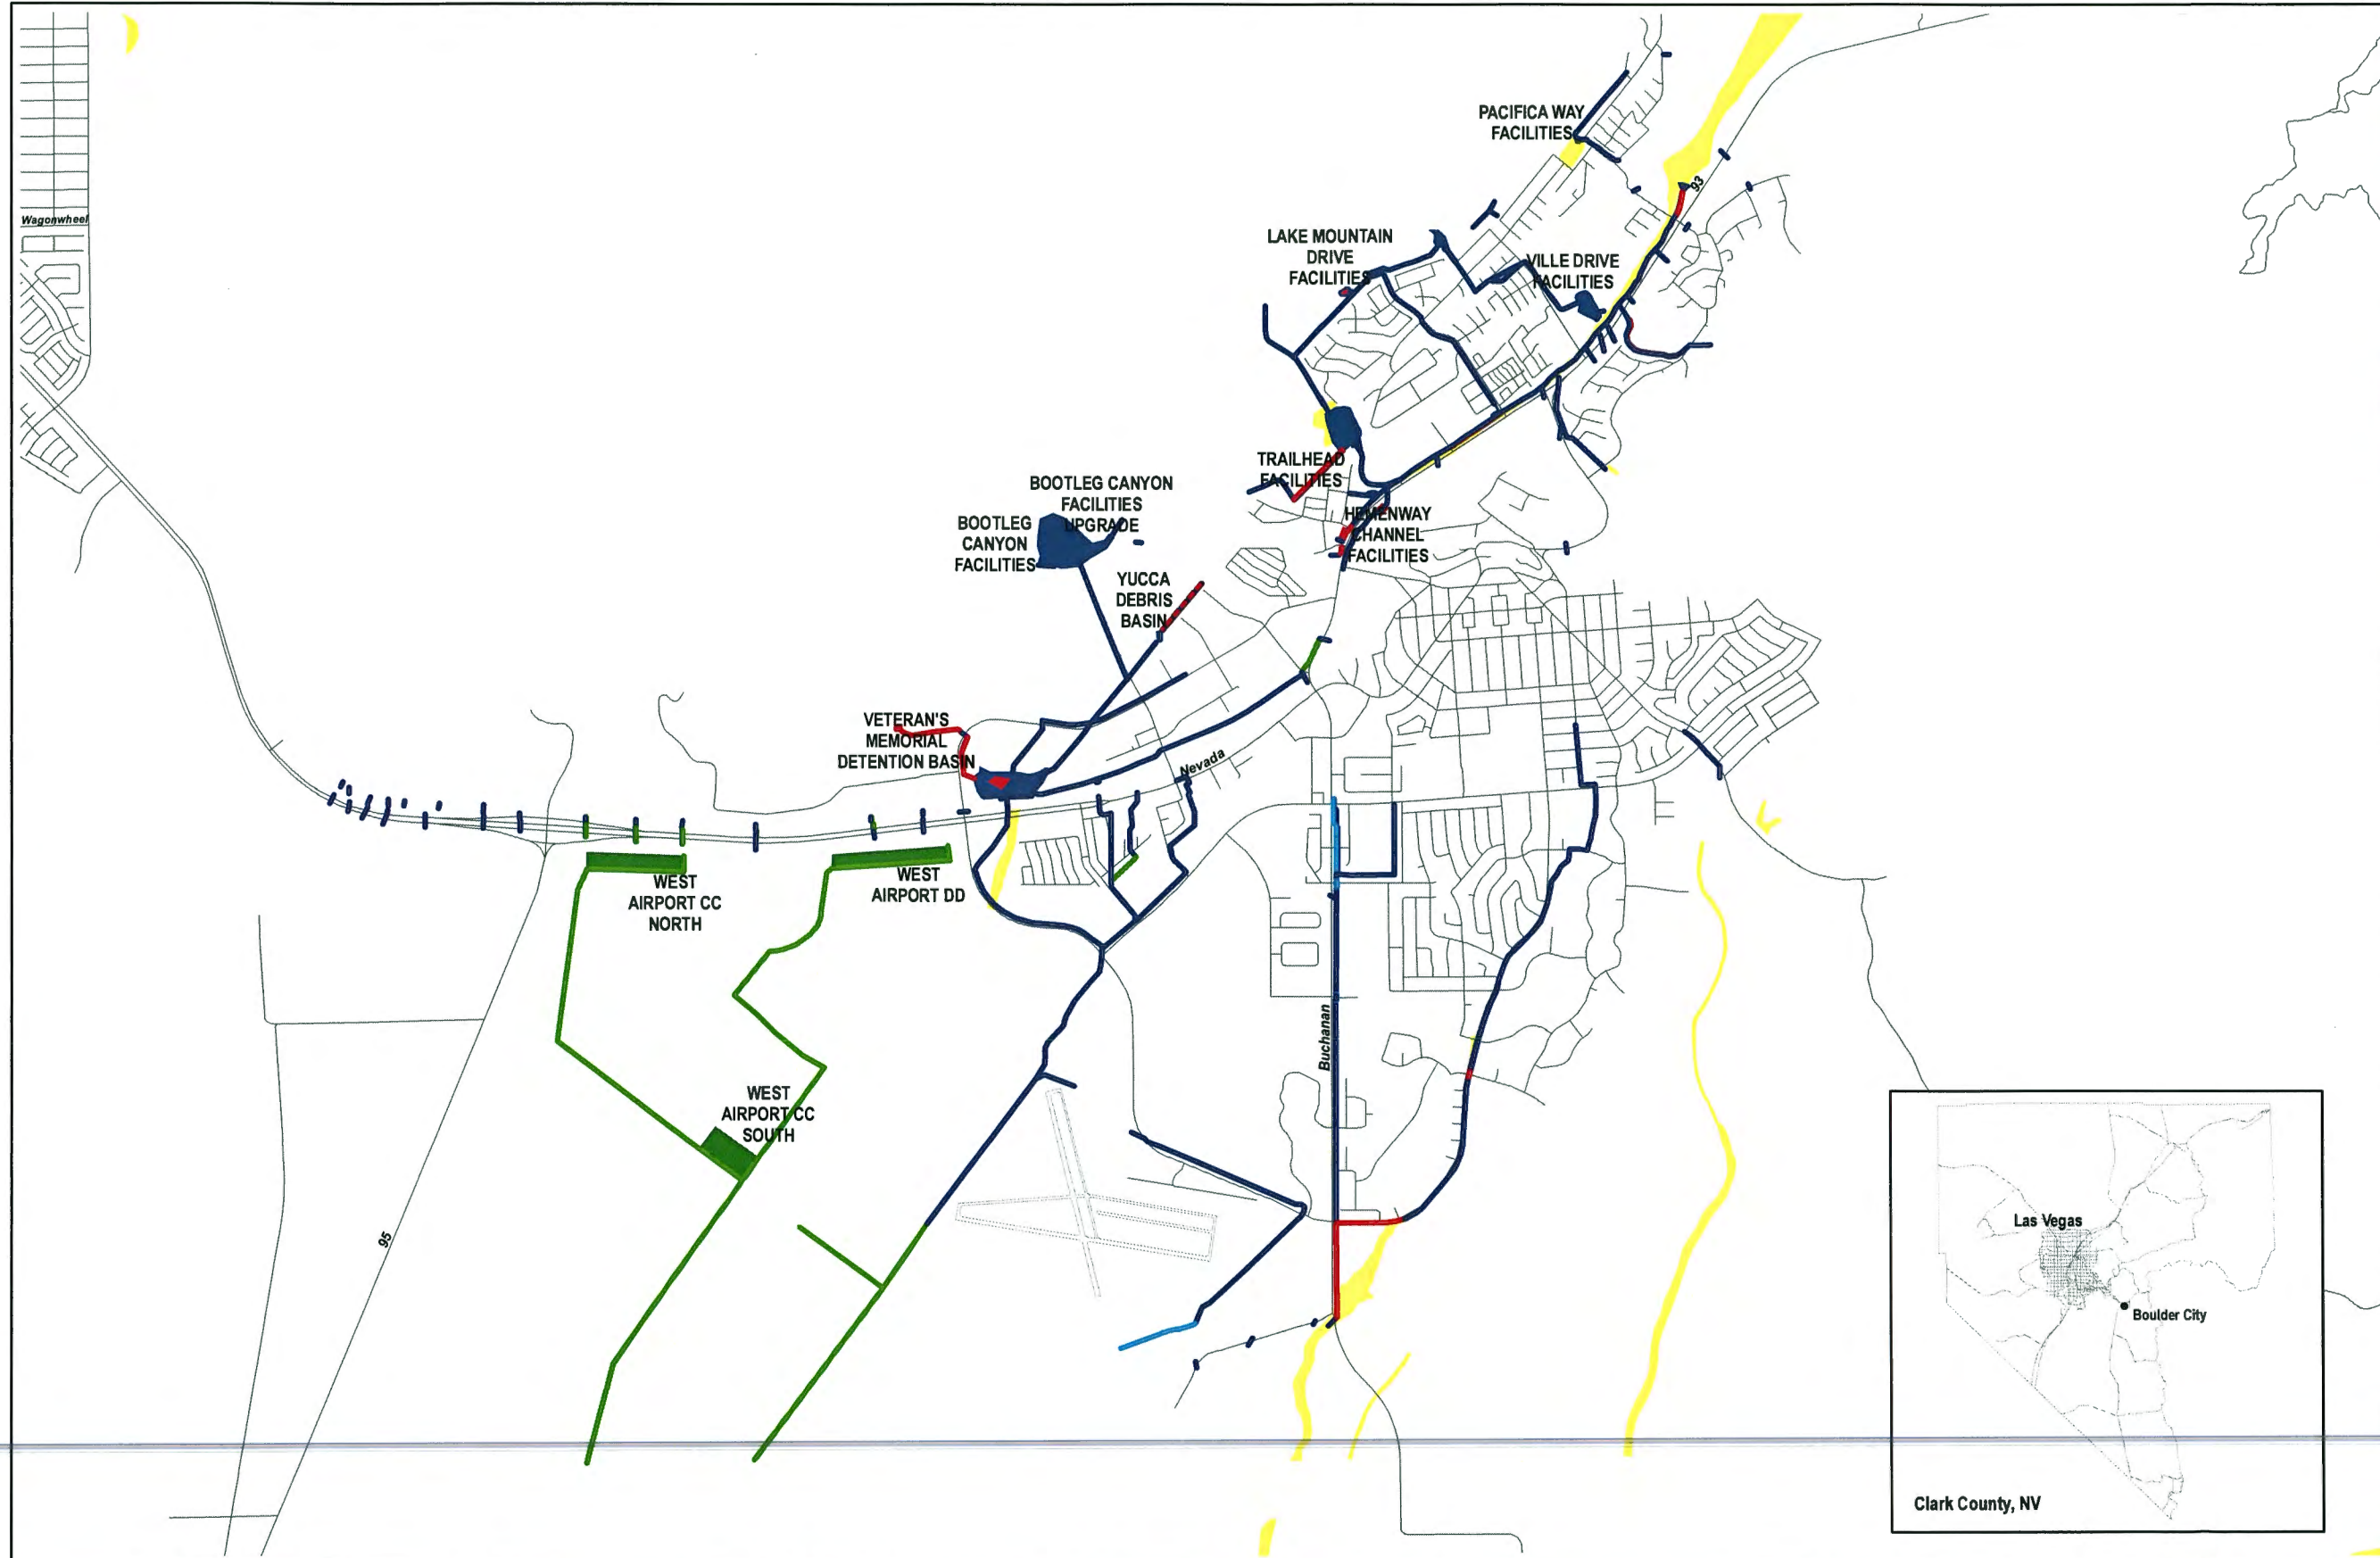 PACIFICA WAY
FACILITIES
93
Wagonwheel
LAKE MOUNTAIN
DRIVE
FACILITIES
VILLE DRIVE
FACILITIES
TRAILHEAD
FACILITIES
BOOTLEG CANYON
FACILITIES
UPGRADE
BOOTLEG
CANYON
FACILITIES
HEMENWAY
CHANNEL
FACILITIES
YUCCA
DEBRIS
BASIN
VETERAN'S
MEMORIAL
DETENTION BASIN
Nevada
WEST
AIRPORT CC
NORTH
WEST
AIRPORT DD
Buchanan
WEST
AIRPORT CC
SOUTH
95
Las Vegas
Boulder City
Clark County, NV